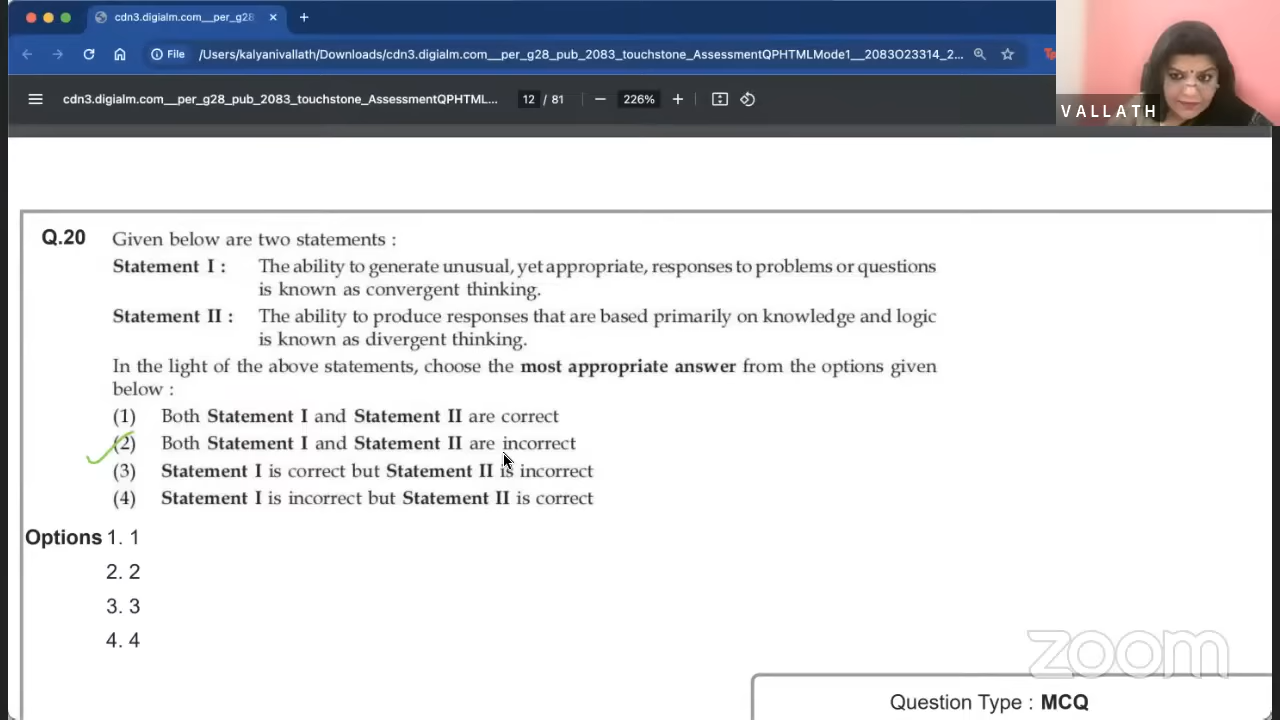 cdn3.digialm.com__per_g28
File /Users/kalyanivallath/Downloads/cdn3.digialm.com__per_g28_pub_2083_touchstone_AssessmentQPHTMLMode1__2083O23314_2...
cdn3.digialm.com__per_g28_pub_2083_touchstone_AssessmentQPHTML... 12 / 81 226%
VALLATH
Q.20 Given below are two statements :
Statement I : The ability to generate unusual, yet appropriate, responses to problems or questions
is known as convergent thinking.
Statement II : The ability to produce responses that are based primarily on knowledge and logic
is known as divergent thinking.
In the light of the above statements, choose the most appropriate answer from the options given
below :
(1) Both Statement I and Statement II are correct
(2) Both Statement I and Statement II are incorrect
(3) Statement I is correct but Statement II is incorrect
(4) Statement I is incorrect but Statement II is correct
Options 1. 1
2. 2
3. 3
4. 4
zoom
Question Type : MCQ